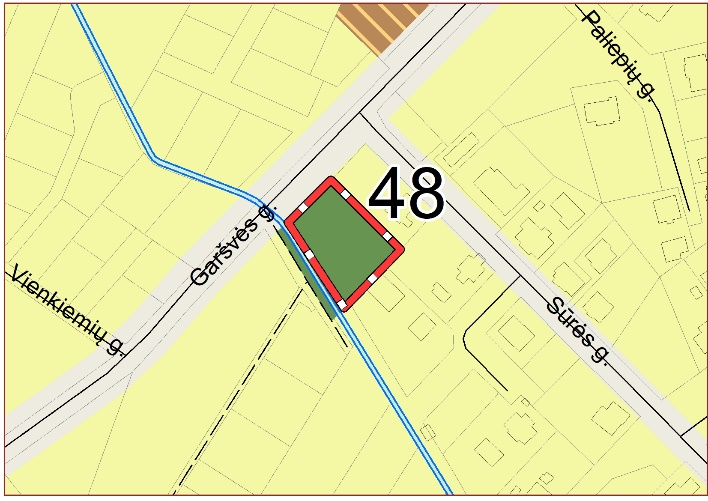 Paliepių g.
48
Garšvės g.
Vienkiemių g.
Sūrės g.